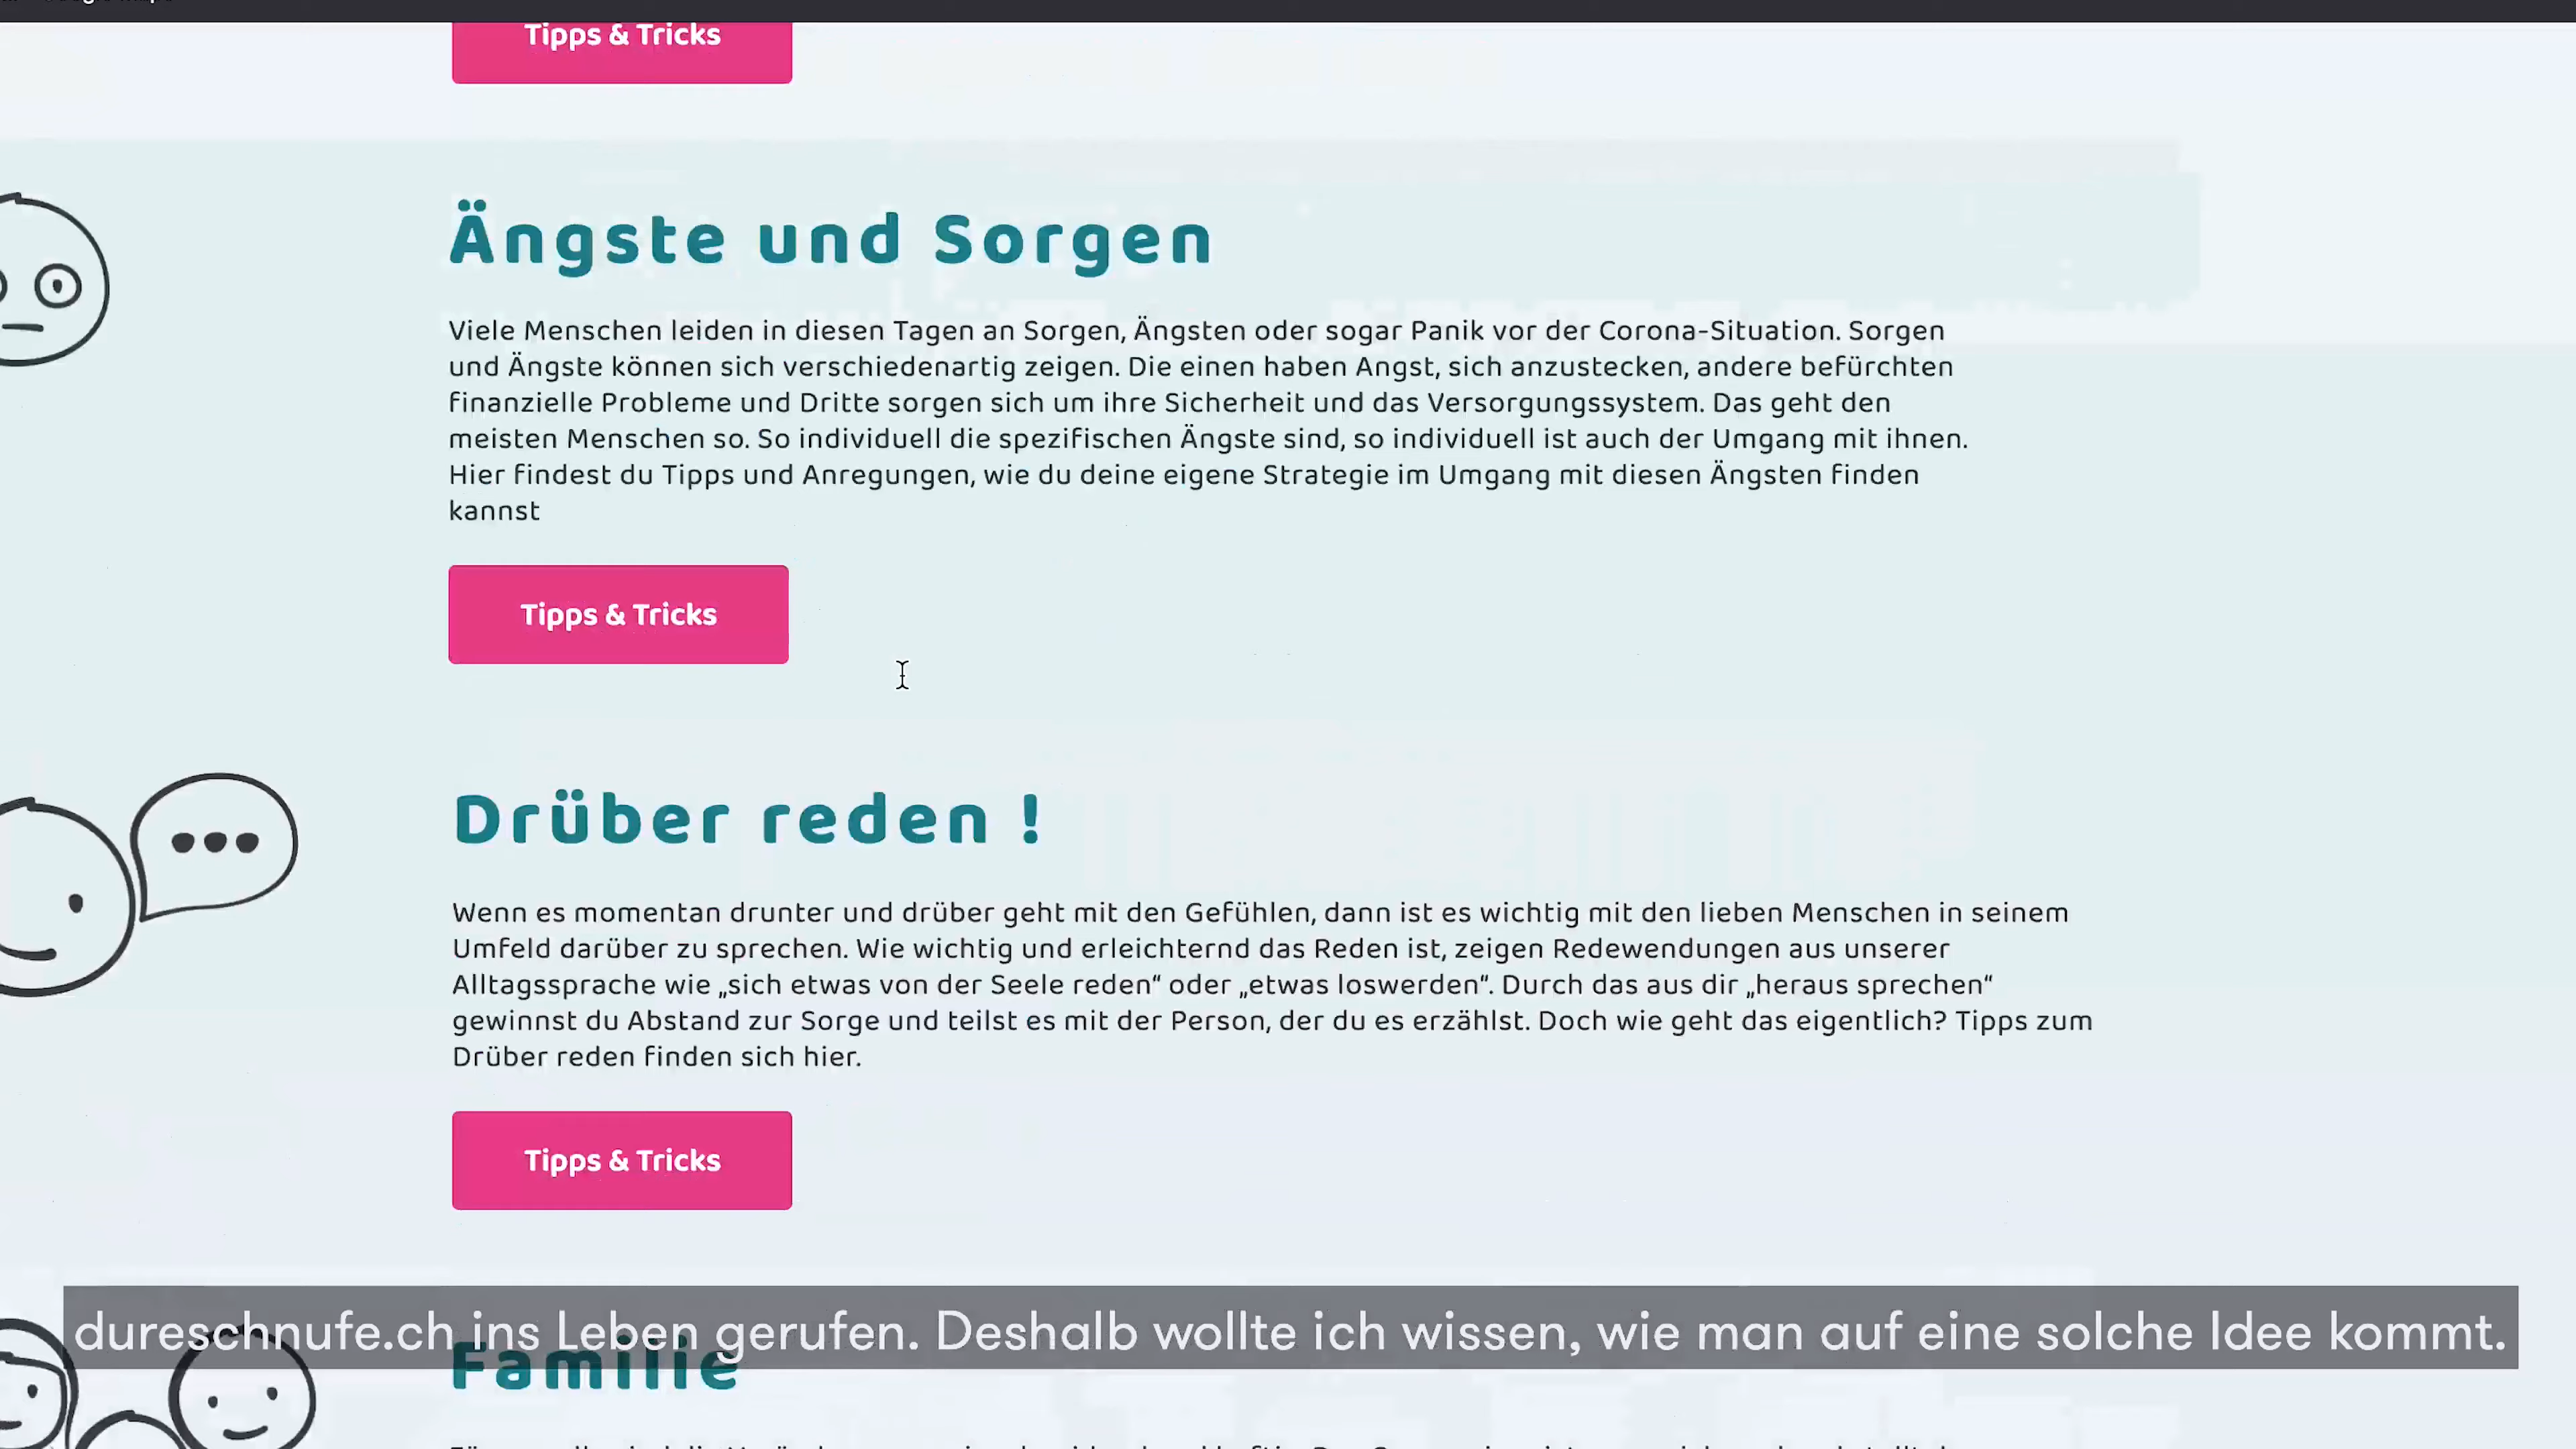 Tipps & Tricks
Ängste und Sorgen
Viele Menschen leiden in diesen Tagen an Sorgen, Ängsten oder sogar Panik vor der Corona-Situation. Sorgen
und Ängste können sich verschiedenartig zeigen. Die einen haben Angst, sich anzustecken, andere befürchten
finanzielle Probleme und Dritte sorgen sich um ihre Sicherheit und das Versorgungssystem. Das geht den
meisten Menschen so. So individuell die spezifischen Ängste sind, so individuell ist auch der Umgang mit ihnen.
Hier findest du Tipps und Anregungen, wie du deine eigene Strategie im Umgang mit diesen Ängsten finden
kannst
Tipps & Tricks
Drüber reden !
Wenn es momentan drunter und drüber geht mit den Gefühlen, dann ist es wichtig mit den lieben Menschen in seinem
Umfeld darüber zu sprechen. Wie wichtig und erleichternd das Reden ist, zeigen Redewendungen aus unserer
Alltagssprache wie „sich etwas von der Seele reden“ oder „etwas loswerden“. Durch das aus dir „heraus sprechen“
gewinnst du Abstand zur Sorge und teilst es mit der Person, der du es erzählst. Doch wie geht das eigentlich? Tipps zum
Drüber reden finden sich hier.
Tipps & Tricks
dureschnufe.ch ins Leben gerufen. Deshalb wollte ich wissen, wie man auf eine solche Idee kommt.
Familie